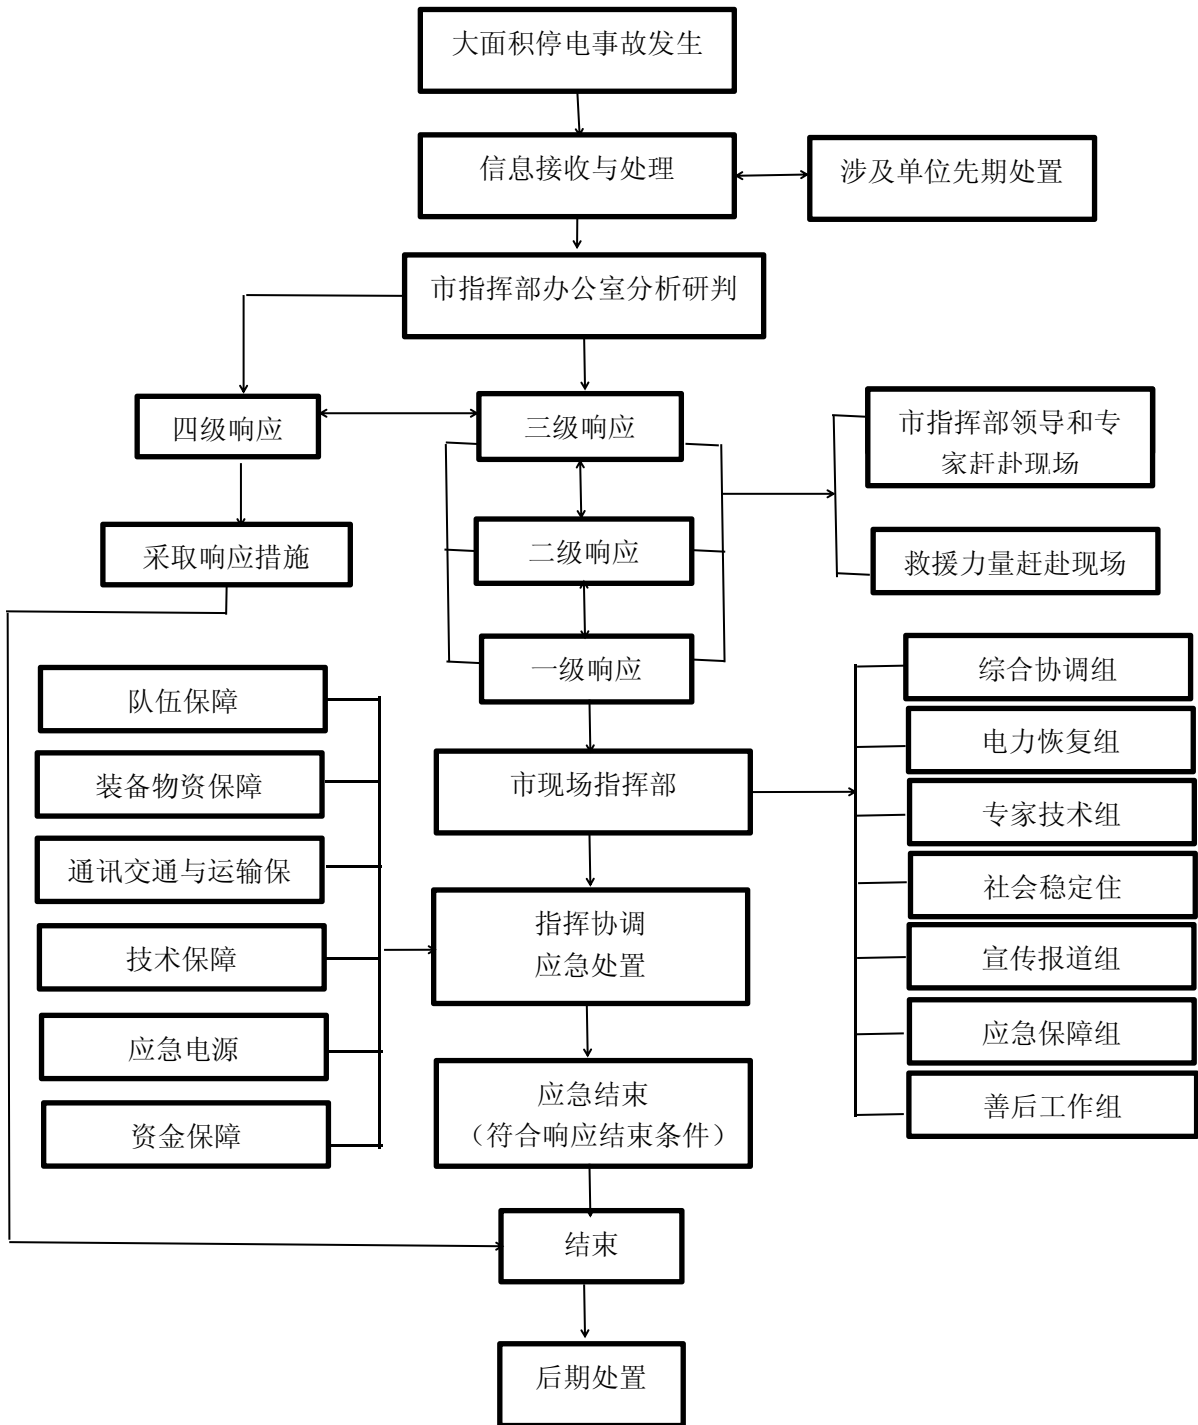 大面积停电事故发生
信息接收与处理
涉及单位先期处置
市指挥部办公室分析研判
四级响应
三级响应
市指挥部领导和专
家赶赴现场
采取响应措施
二级响应
救援力量赶赴现场
一级响应
综合协调组
队伍保障
电力恢复组
装备物资保障
市现场指挥部
专家技术组
通讯交通与运输保
社会稳定住
指挥协调
应急处置
技术保障
宣传报道组
应急电源
应急保障组
应急结束
（符合响应结束条件）
资金保障
善后工作组
结束
后期处置